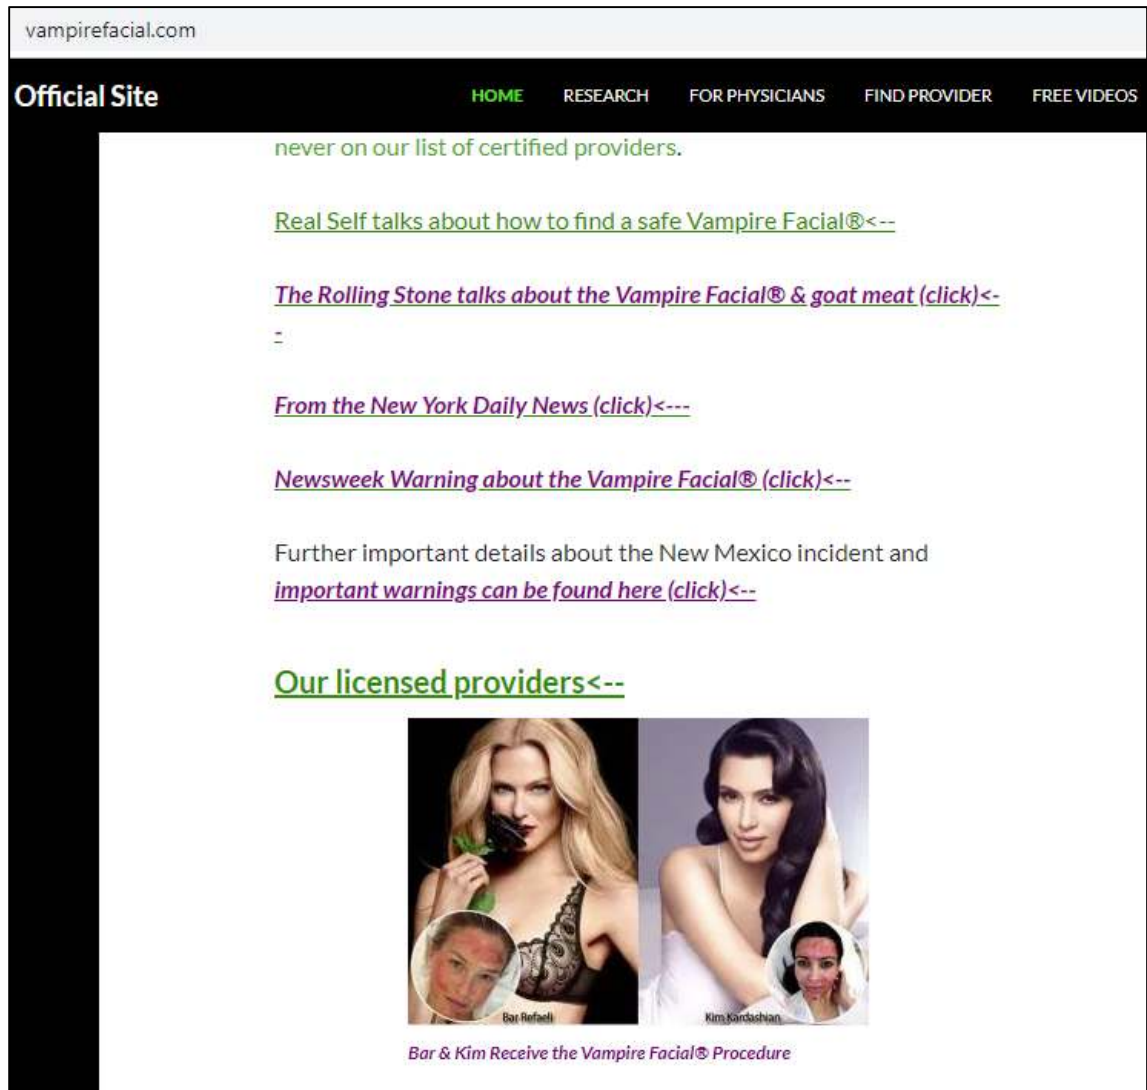 vampirefacial.com
Official Site
HOME RESEARCH FOR PHYSICIANS FIND PROVIDER FREE VIDEOS
never on our list of certified providers.
Real Self talks about how to find a safe Vampire Facial®<--
The Rolling Stone talks about the Vampire Facial® & goat meat (click)<-
-
From the New York Daily News (click)<---
Newsweek Warning about the Vampire Facial® (click)<--
Further important details about the New Mexico incident and
important warnings can be found here (click)<--
Our licensed providers<--
Bar Refaeli
Kim Kardashian
Bar & Kim Receive the Vampire Facial® Procedure